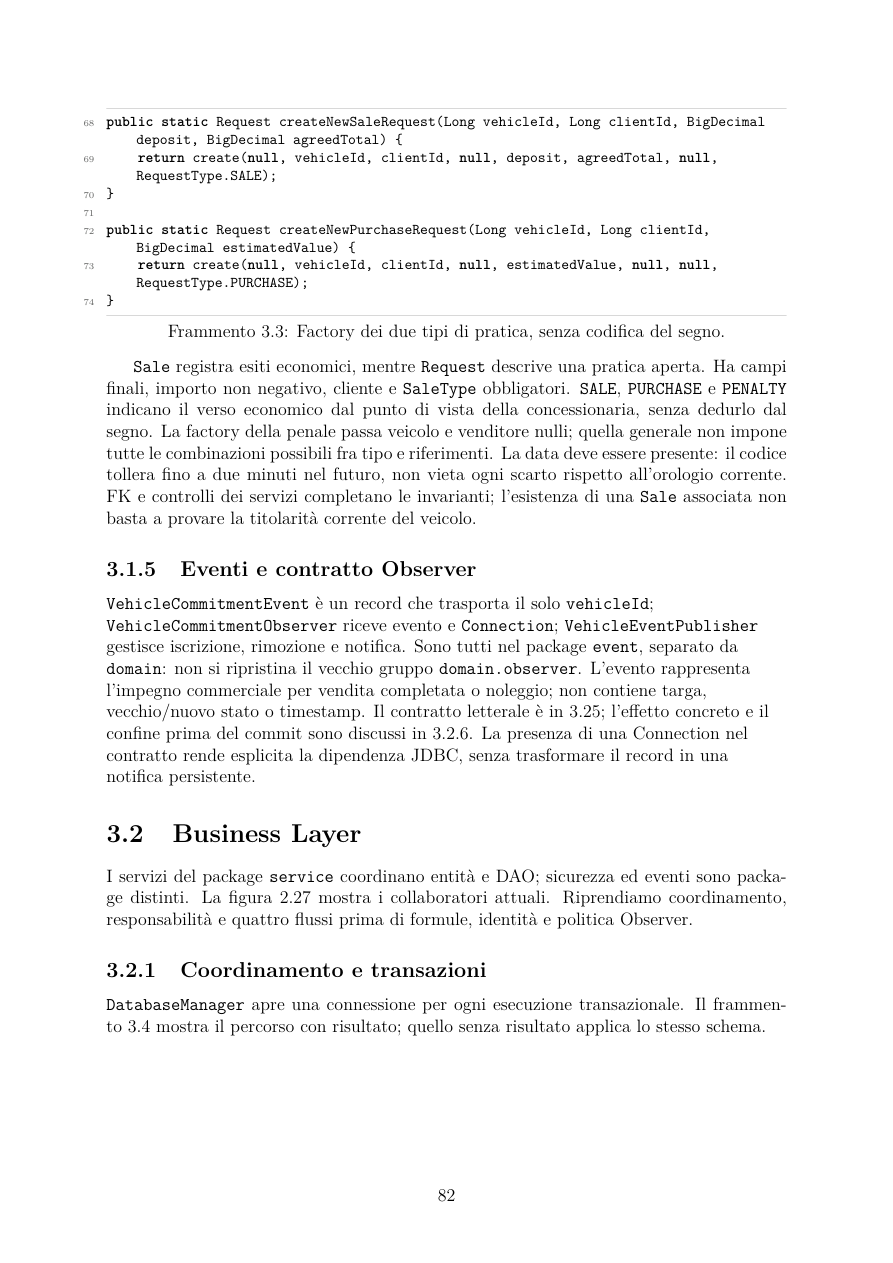 68 public static Request createNewSaleRequest(Long vehicleId, Long clientId, BigDecimal
deposit, BigDecimal agreedTotal) {
69 return create(null, vehicleId, clientId, null, deposit, agreedTotal, null,
RequestType.SALE);
70 }
71
72 public static Request createNewPurchaseRequest(Long vehicleId, Long clientId,
BigDecimal estimatedValue) {
73 return create(null, vehicleId, clientId, null, estimatedValue, null, null,
RequestType.PURCHASE);
74 }
Frammento 3.3: Factory dei due tipi di pratica, senza codifica del segno.
Sale registra esiti economici, mentre Request descrive una pratica aperta. Ha campi
finali, importo non negativo, cliente e SaleType obbligatori. SALE, PURCHASE e PENALTY
indicano il verso economico dal punto di vista della concessionaria, senza dedurlo dal
segno. La factory della penale passa veicolo e venditore nulli; quella generale non impone
tutte le combinazioni possibili fra tipo e riferimenti. La data deve essere presente: il codice
tollera fino a due minuti nel futuro, non vieta ogni scarto rispetto all'orologio corrente.
FK e controlli dei servizi completano le invarianti; l'esistenza di una Sale associata non
basta a provare la titolarità corrente del veicolo.
3.1.5 Eventi e contratto Observer
VehicleCommitmentEvent è un record che trasporta il solo vehicleId;
VehicleCommitmentObserver riceve evento e Connection; VehicleEventPublisher
gestisce iscrizione, rimozione e notifica. Sono tutti nel package event, separato da
domain: non si ripristina il vecchio gruppo domain.observer. L'evento rappresenta
l'impegno commerciale per vendita completata o noleggio; non contiene targa,
vecchio/nuovo stato o timestamp. Il contratto letterale è in 3.25; l'effetto concreto e il
confine prima del commit sono discussi in 3.2.6. La presenza di una Connection nel
contratto rende esplicita la dipendenza JDBC, senza trasformare il record in una
notifica persistente.
3.2 Business Layer
I servizi del package service coordinano entità e DAO; sicurezza ed eventi sono packa-
ge distinti. La figura 2.27 mostra i collaboratori attuali. Riprendiamo coordinamento,
responsabilità e quattro flussi prima di formule, identità e politica Observer.
3.2.1 Coordinamento e transazioni
DatabaseManager apre una connessione per ogni esecuzione transazionale. Il frammen-
to 3.4 mostra il percorso con risultato; quello senza risultato applica lo stesso schema.
82